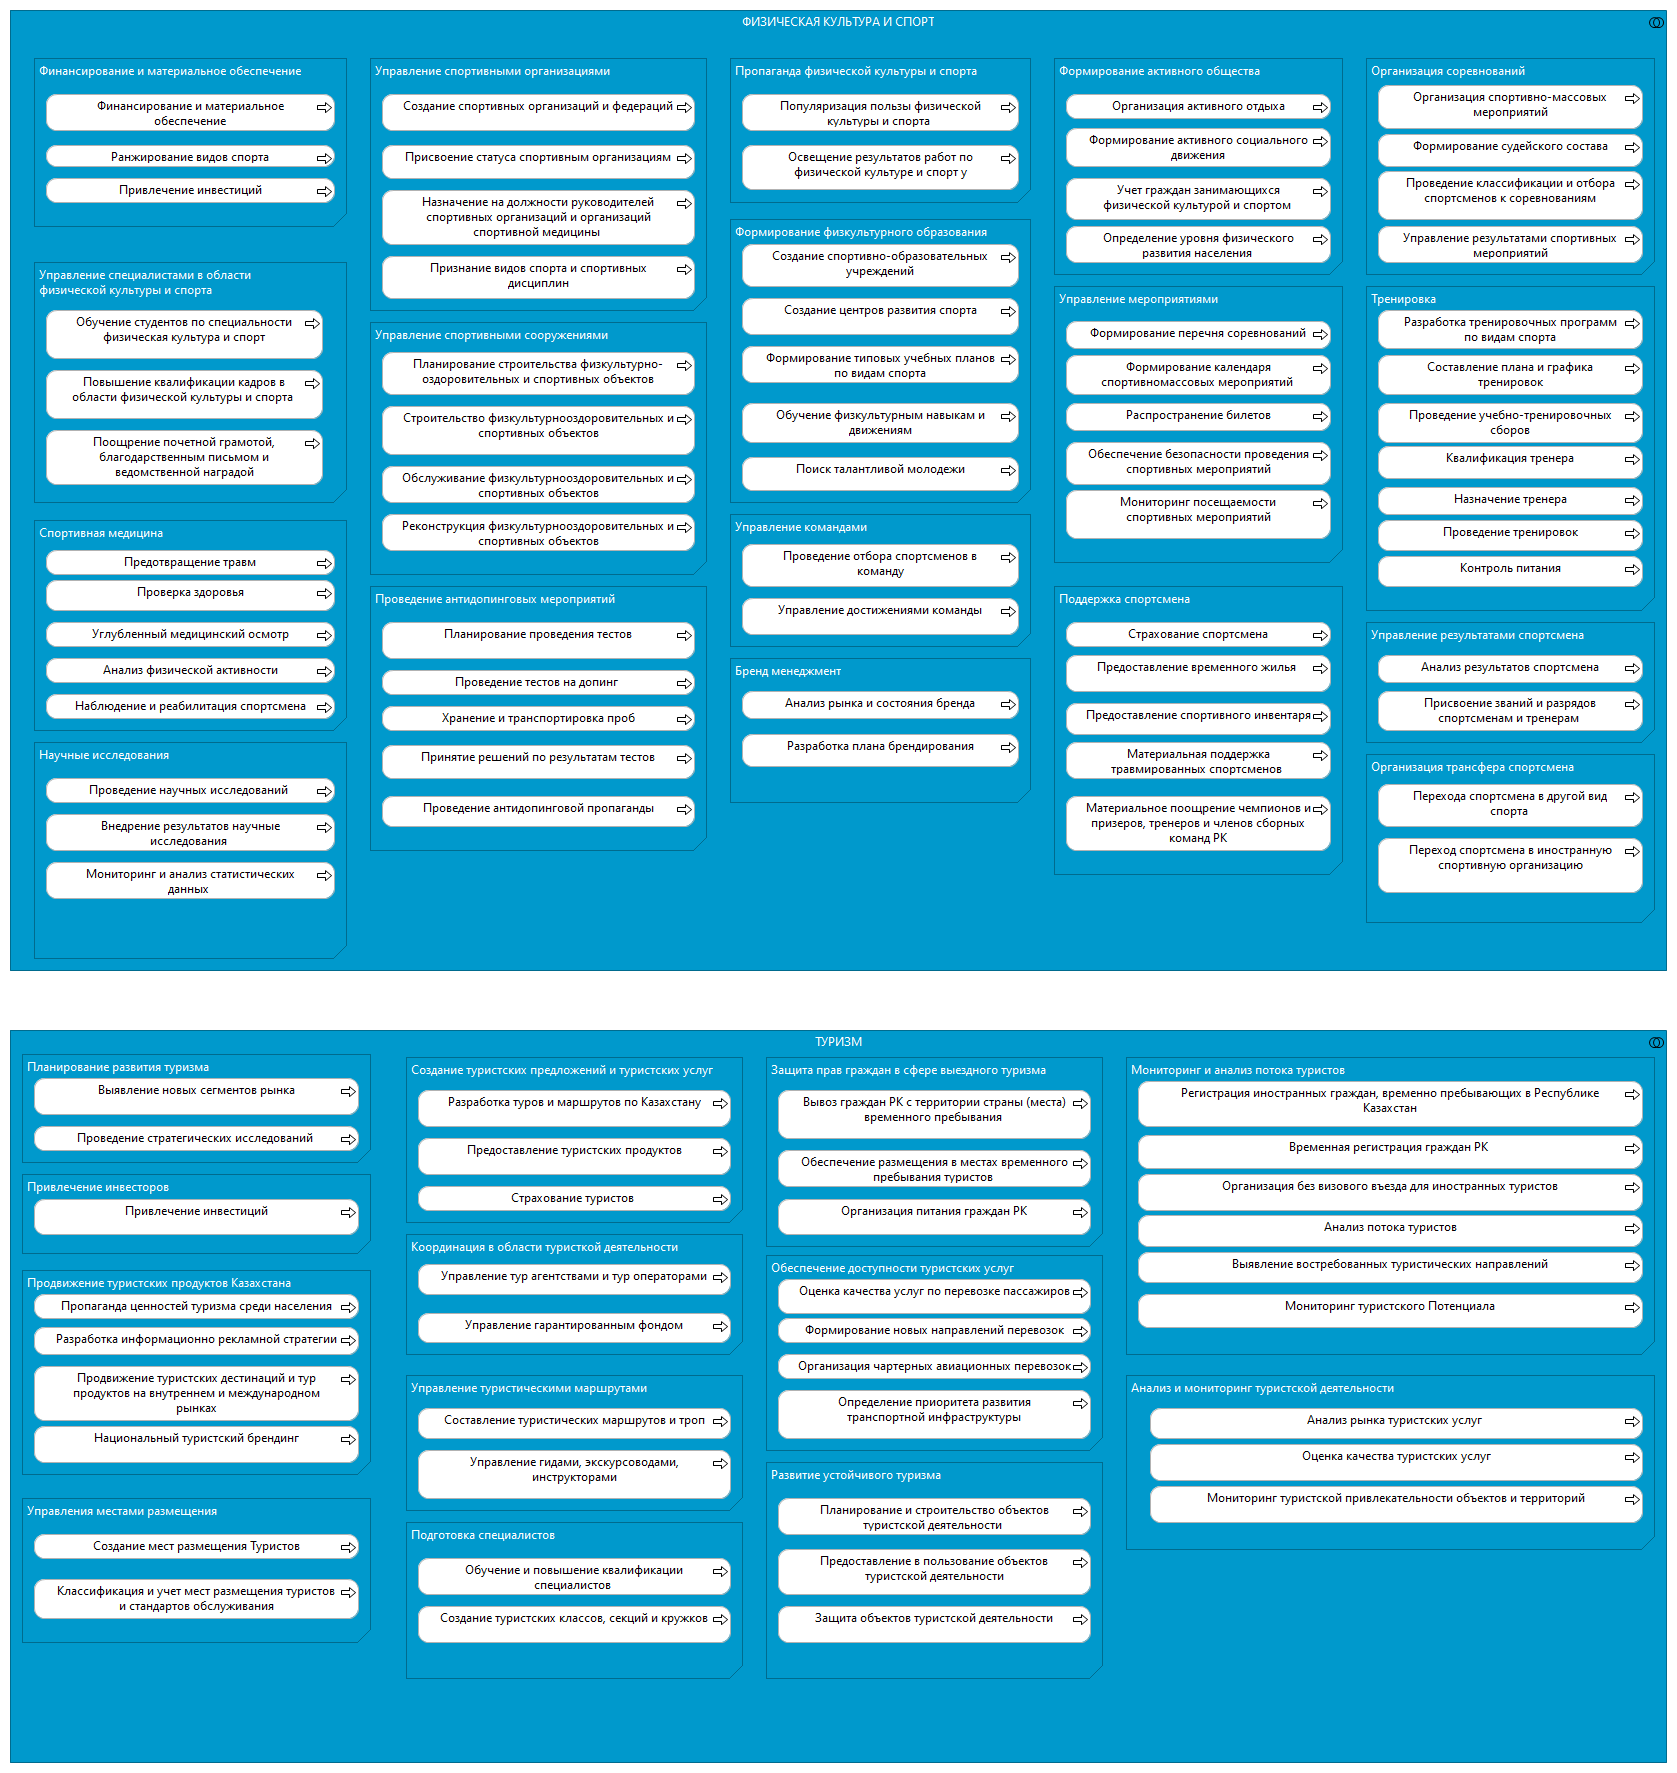 ФИЗИЧЕСКАЯ КУЛЬТУРА И СПОРТ
Финансирование и материальное обеспечение
Финансирование и материальное
обеспечение
Ранжирование видов спорта
Привлечение инвестиций
Управление специалистами в области
физической культуры и спорта
Обучение студентов по специальности
физическая культура и спорт
Повышение квалификации кадров в
области физической культуры и спорта
Поощрение почетной грамотой,
благодарственным письмом и
ведомственной наградой
Спортивная медицина
Предотвращение травм
Проверка здоровья
Углубленный медицинский осмотр
Анализ физической активности
Наблюдение и реабилитация спортсмена
Научные исследования
Проведение научных исследований
Внедрение результатов научные
исследования
Мониторинг и анализ статистических
данных
Управление спортивными организациями
Создание спортивных организаций и федераций
Присвоение статуса спортивным организациям
Назначение на должности руководителей
спортивных организаций и организаций
спортивной медицины
Признание видов спорта и спортивных
дисциплин
Управление спортивными сооружениями
Планирование строительства физкультурно-
оздоровительных и спортивных объектов
Строительство физкультурнооздоровительных и
спортивных объектов
Обслуживание физкультурнооздоровительных и
спортивных объектов
Реконструкция физкультурнооздоровительных и
спортивных объектов
Проведение антидопинговых мероприятий
Планирование проведения тестов
Проведение тестов на допинг
Хранение и транспортировка проб
Принятие решений по результатам тестов
Проведение антидопинговой пропаганды
Пропаганда физической культуры и спорта
Популяризация пользы физической
культуры и спорта
Освещение результатов работ по
физической культуре и спорт у
Формирование физкультурного образования
Создание спортивно-образовательных
учреждений
Создание центров развития спорта
Формирование типовых учебных планов
по видам спорта
Обучение физкультурным навыкам и
движениям
Поиск талантливой молодежи
Управление командами
Проведение отбора спортсменов в
команду
Управление достижениями команды
Бренд менеджмент
Анализ рынка и состояния бренда
Разработка плана брендирования
Формирование активного общества
Организация активного отдыха
Формирование активного социального
движения
Учет граждан занимающихся
физической культурой и спортом
Определение уровня физического
развития населения
Управление мероприятиями
Формирование перечня соревнований
Формирование календаря
спортивномассовых мероприятий
Распространение билетов
Обеспечение безопасности проведения
спортивных мероприятий
Мониторинг посещаемости
спортивных мероприятий
Поддержка спортсмена
Страхование спортсмена
Предоставление временного жилья
Предоставление спортивного инвентаря
Материальная поддержка
травмированных спортсменов
Материальное поощрение чемпионов и
призеров, тренеров и членов сборных
команд РК
Организация соревнований
Организация спортивно-массовых
мероприятий
Формирование судейского состава
Проведение классификации и отбора
спортсменов к соревнованиям
Управление результатами спортивных
мероприятий
Тренировка
Разработка тренировочных программ
по видам спорта
Составление плана и графика
тренировок
Проведение учебно-тренировочных
сборов
Квалификация тренера
Назначение тренера
Проведение тренировок
Контроль питания
Управление результатами спортсмена
Анализ результатов спортсмена
Присвоение званий и разрядов
спортсменам и тренерам
Организация трансфера спортсмена
Перехода спортсмена в другой вид
спорта
Переход спортсмена в иностранную
спортивную организацию
ТУРИЗМ
Планирование развития туризма
Выявление новых сегментов рынка
Проведение стратегических исследований
Привлечение инвесторов
Привлечение инвестиций
Продвижение туристских продуктов Казахстана
Пропаганда ценностей туризма среди населения
Разработка информационно рекламной стратегии
Продвижение туристских дестинаций и тур
продуктов на внутреннем и международном
рынках
Национальный туристский брендинг
Управления местами размещения
Создание мест размещения Туристов
Классификация и учет мест размещения туристов
и стандартов обслуживания
Создание туристских предложений и туристских услуг
Разработка туров и маршрутов по Казахстану
Предоставление туристских продуктов
Страхование туристов
Координация в области туристкой деятельности
Управление тур агентствами и тур операторами
Управление гарантированным фондом
Управление туристическими маршрутами
Составление туристических маршрутов и троп
Управление гидами, экскурсоводами,
инструкторами
Подготовка специалистов
Обучение и повышение квалификации
специалистов
Создание туристских классов, секций и кружков
Защита прав граждан в сфере выездного туризма
Вывоз граждан РК с территории страны (места)
временного пребывания
Обеспечение размещения в местах временного
пребывания туристов
Организация питания граждан РК
Обеспечение доступности туристских услуг
Оценка качества услуг по перевозке пассажиров
Формирование новых направлений перевозок
Организация чартерных авиационных перевозок
Определение приоритета развития
транспортной инфраструктуры
Развитие устойчивого туризма
Планирование и строительство объектов
туристской деятельности
Предоставление в пользование объектов
туристской деятельности
Защита объектов туристской деятельности
Мониторинг и анализ потока туристов
Регистрация иностранных граждан, временно пребывающих в Республике
Казахстан
Временная регистрация граждан РК
Организация без визового въезда для иностранных туристов
Анализ потока туристов
Выявление востребованных туристических направлений
Мониторинг туристского Потенциала
Анализ и мониторинг туристской деятельности
Анализ рынка туристских услуг
Оценка качества туристских услуг
Мониторинг туристской привлекательности объектов и территорий